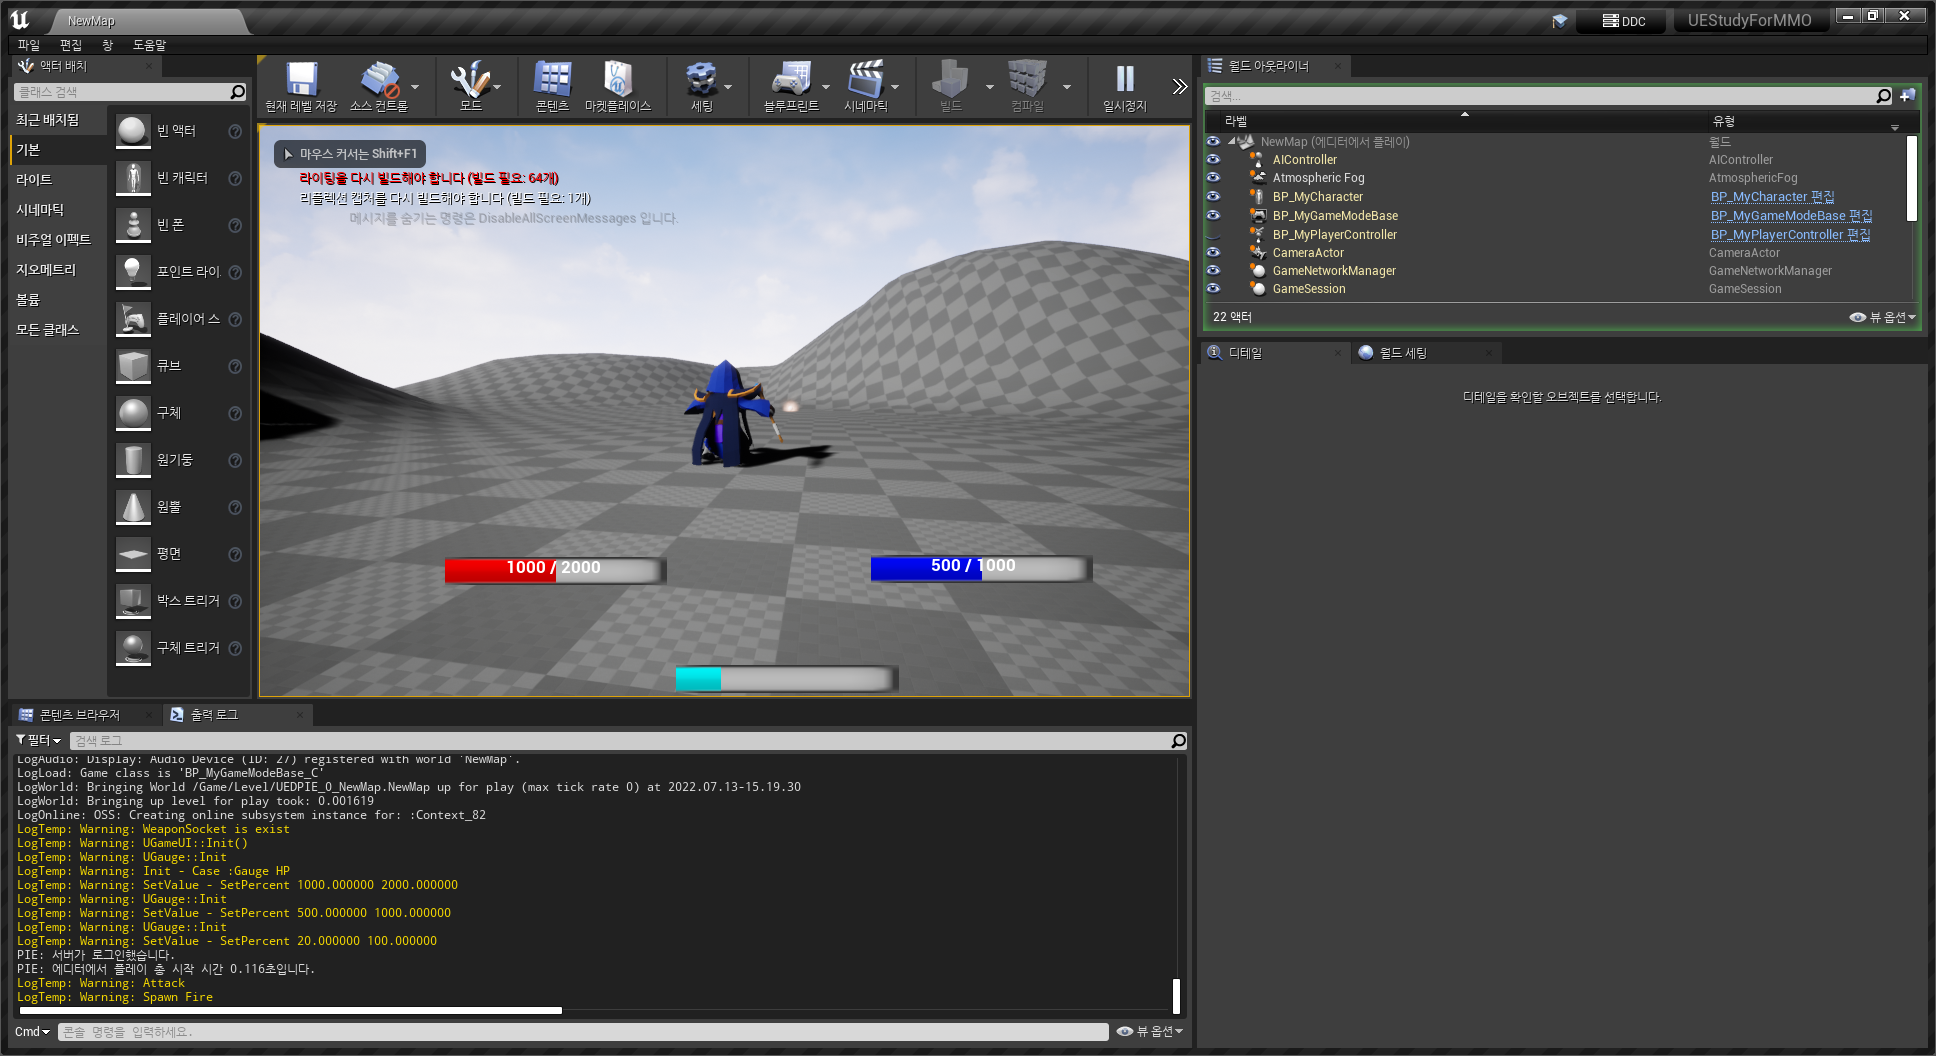 NewMap
DDC
UEStudyForMMO
파일 편집 창 도움말
액터 배치
클래스 검색
최근 배치됨
기본
라이트
시네마틱
비주얼 이펙트
지오메트리
볼륨
모든 클래스
빈 액터
빈 캐릭터
빈 폰
포인트 라이
플레이어 스
큐브
구체
원기둥
원뿔
평면
박스 트리거
구체 트리거
현재 레벨 저장
소스 컨트롤
모드
콘텐츠
마켓플레이스
세팅
블루프린트
시네마틱
빌드
컴파일
일시정지
마우스 커서는 Shift+F1
라이팅을 다시 빌드해야 합니다 (빌드 필요: 64개)
리플렉션 캡처를 다시 빌드해야 합니다 (빌드 필요: 1개)
메시지를 숨기는 명령은 DisableAllScreenMessages 입니다.
1000 / 2000
500 / 1000
월드 아웃라이너
검색...
라벨 유형
NewMap (에디터에서 플레이) 월드
AIController AIController
Atmospheric Fog AtmosphericFog
BP_MyCharacter BP_MyCharacter 편집
BP_MyGameModeBase BP_MyGameModeBase 편집
BP_MyPlayerController BP_MyPlayerController 편집
CameraActor CameraActor
GameNetworkManager GameNetworkManager
GameSession GameSession
22 액터
뷰 옵션
디테일
월드 세팅
디테일을 확인할 오브젝트를 선택합니다.
콘텐츠 브라우저
출력 로그
필터
검색 로그
LogAudio: Display: Audio Device (ID: 27) registered with world 'NewMap'.
LogLoad: Game class is 'BP_MyGameModeBase_C'
LogWorld: Bringing World /Game/Level/UEDPIE_0_NewMap.NewMap up for play (max tick rate 0) at 2022.07.13-15.19.30
LogWorld: Bringing up level for play took: 0.001619
LogOnline: OSS: Creating online subsystem instance for: :Context_82
LogTemp: Warning: WeaponSocket is exist
LogTemp: Warning: UGameUI::Init()
LogTemp: Warning: UGauge::Init
LogTemp: Warning: Init - Case :Gauge HP
LogTemp: Warning: SetValue - SetPercent 1000.000000 2000.000000
LogTemp: Warning: UGauge::Init
LogTemp: Warning: SetValue - SetPercent 500.000000 1000.000000
LogTemp: Warning: UGauge::Init
LogTemp: Warning: SetValue - SetPercent 20.000000 100.000000
PIE: 서버가 로그인했습니다.
PIE: 에디터에서 플레이 총 시작 시간 0.116초입니다.
LogTemp: Warning: Attack
LogTemp: Warning: Spawn Fire
Cmd
콘솔 명령을 입력하세요.
뷰 옵션